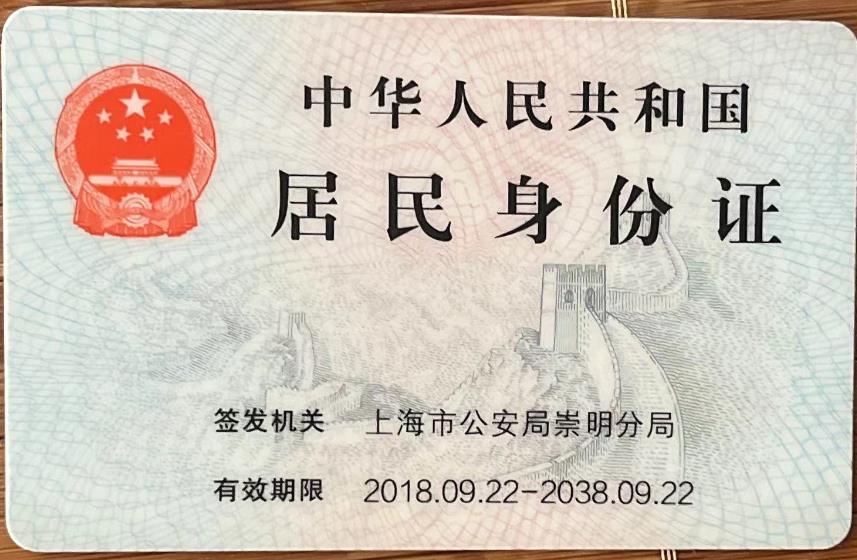 中华人民共和国
居民身份证
签发机关 上海市公安局崇明分局
有效期限 2018.09.22-2038.09.22